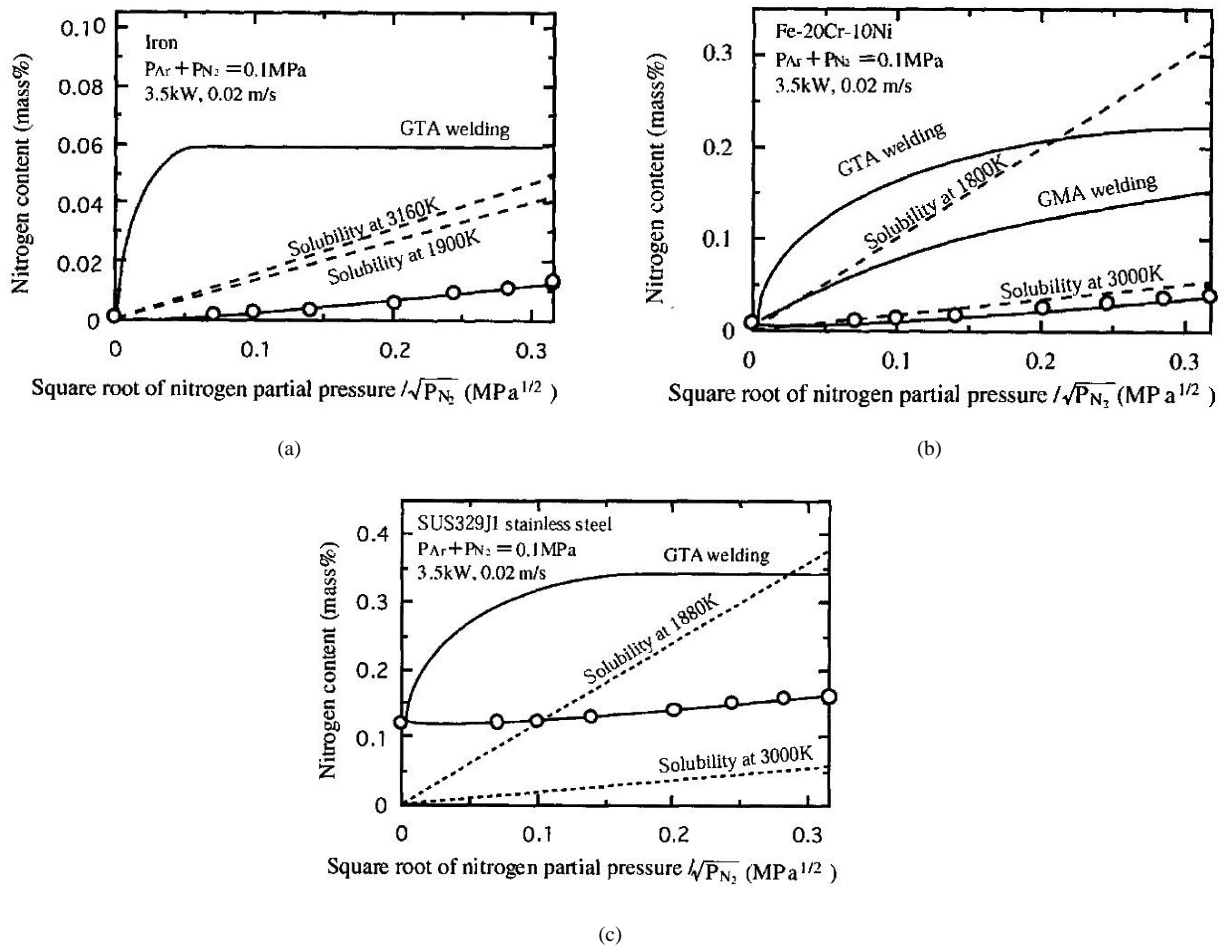 0.10
0.08
0.06
0.04
0.02
0
Nitrogen content (mass%)
Iron
PAr + PN₂ = 0.1MPa
3.5kW, 0.02 m/s
GTA welding
Solubility at 3160K
Solubility at 1900K
0 0.1 0.2 0.3
Square root of nitrogen partial pressure /√PN₂ (MPa1/2)
(a)
0.3
0.2
0.1
0
Nitrogen content (mass%)
Fe-20Cr-10Ni
PAr + PN₂ = 0.1MPa
3.5kW, 0.02 m/s
GTA welding
Solubility at 1800K
GMA welding
Solubility at 3000K
0 0.1 0.2 0.3
Square root of nitrogen partial pressure /√PN₂ (MPa1/2)
(b)
0.4
0.3
0.2
0.1
0
Nitrogen content (mass%)
SUS329J1 stainless steel
PAr + PN₂ = 0.1MPa
3.5kW, 0.02 m/s
GTA welding
Solubility at 1880K
Solubility at 3000K
0 0.1 0.2 0.3
Square root of nitrogen partial pressure /√PN₂ (MPa1/2)
(c)